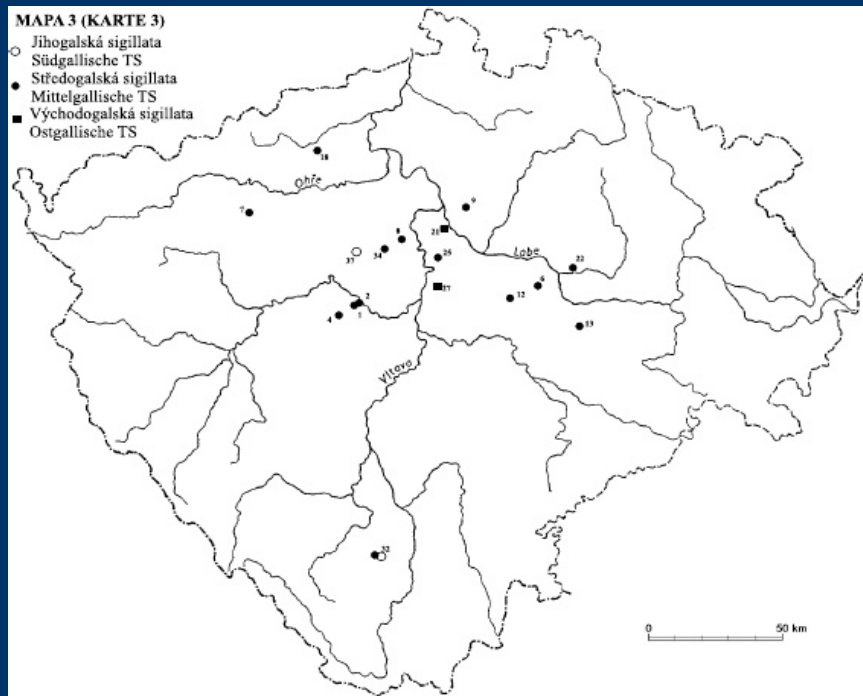 MAPA 3 (KARTE 3)
Jihogalská sigillata
Südgallische TS
Středogalská sigillata
Mittelgallische TS
Východogalská sigillata
Ostgallische TS
18
Ohře
7
9
21
8
37
34
25
Labe
22
6
27
12
2
1
4
13
Vltava
32
0
50 km